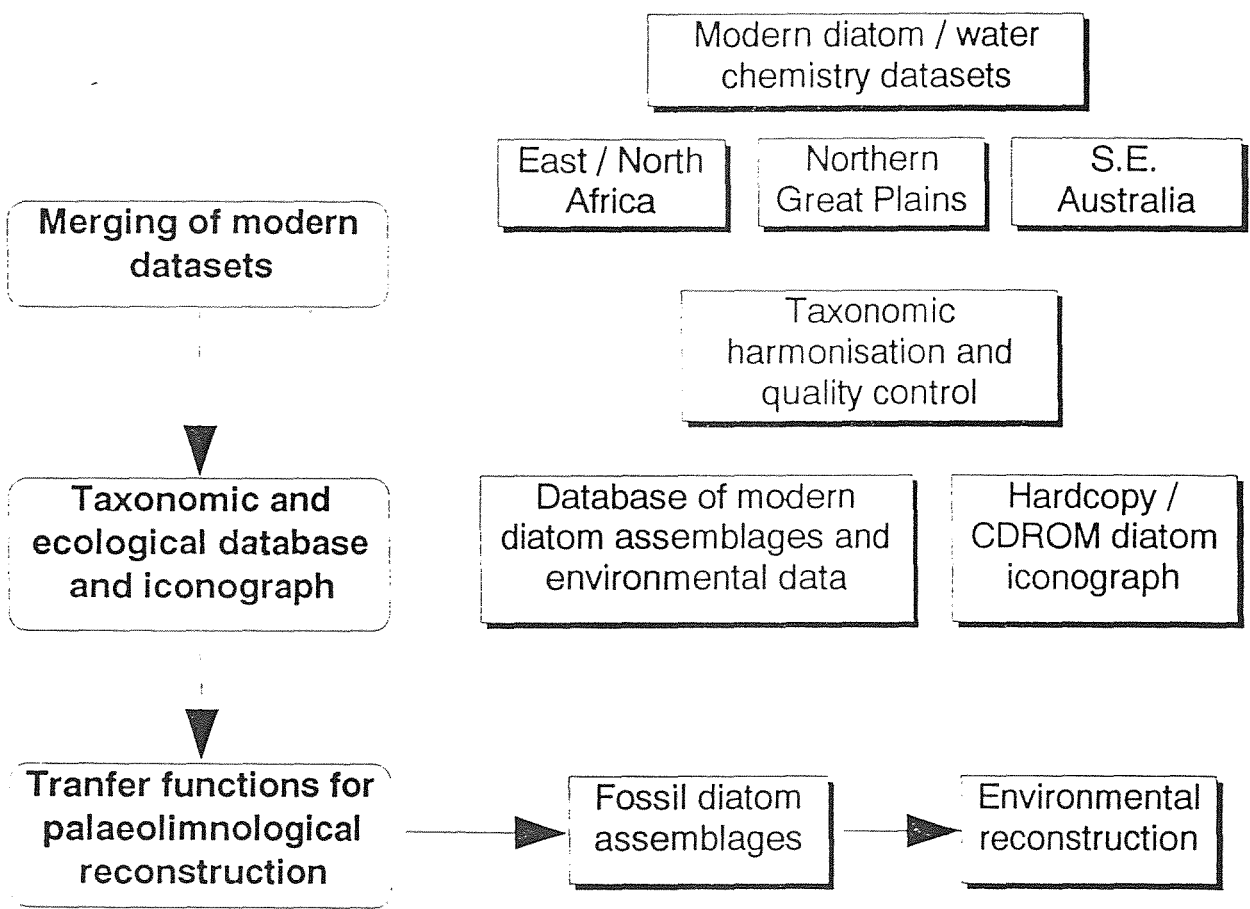 Modern diatom / water
chemistry datasets
East / North
Africa
Northern
Great Plains
S.E.
Australia
Merging of modern
datasets
Taxonomic
harmonisation and
quality control
Taxonomic and
ecological database
and iconograph
Database of modern
diatom assemblages and
environmental data
Hardcopy /
CDROM diatom
iconograph
Tranfer functions for
palaeolimnological
reconstruction
Fossil diatom
assemblages
Environmental
reconstruction